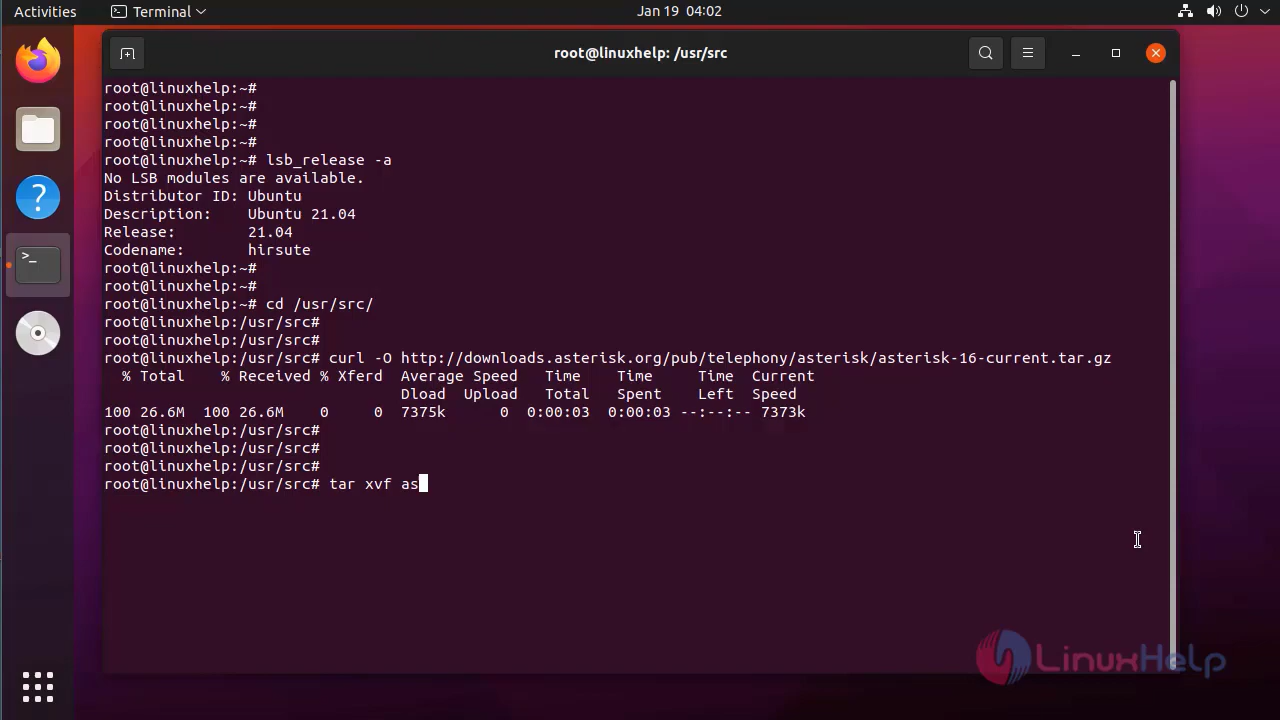 Activities Terminal Jan 19 04:02
root@linuxhelp: /usr/src
root@linuxhelp:~#
root@linuxhelp:~#
root@linuxhelp:~#
root@linuxhelp:~#
root@linuxhelp:~# lsb_release -a
No LSB modules are available.
Distributor ID: Ubuntu
Description:    Ubuntu 21.04
Release:        21.04
Codename:       hirsute
root@linuxhelp:~#
root@linuxhelp:~#
root@linuxhelp:~# cd /usr/src/
root@linuxhelp:/usr/src#
root@linuxhelp:/usr/src#
root@linuxhelp:/usr/src# curl -O http://downloads.asterisk.org/pub/telephony/asterisk/asterisk-16-current.tar.gz
  % Total    % Received % Xferd  Average Speed   Time    Time     Time  Current
                                 Dload  Upload   Total   Spent    Left  Speed
100 26.6M  100 26.6M    0     0  7375k      0  0:00:03  0:00:03 --:--:-- 7373k
root@linuxhelp:/usr/src#
root@linuxhelp:/usr/src#
root@linuxhelp:/usr/src#
root@linuxhelp:/usr/src# tar xvf as
LinuxHelp